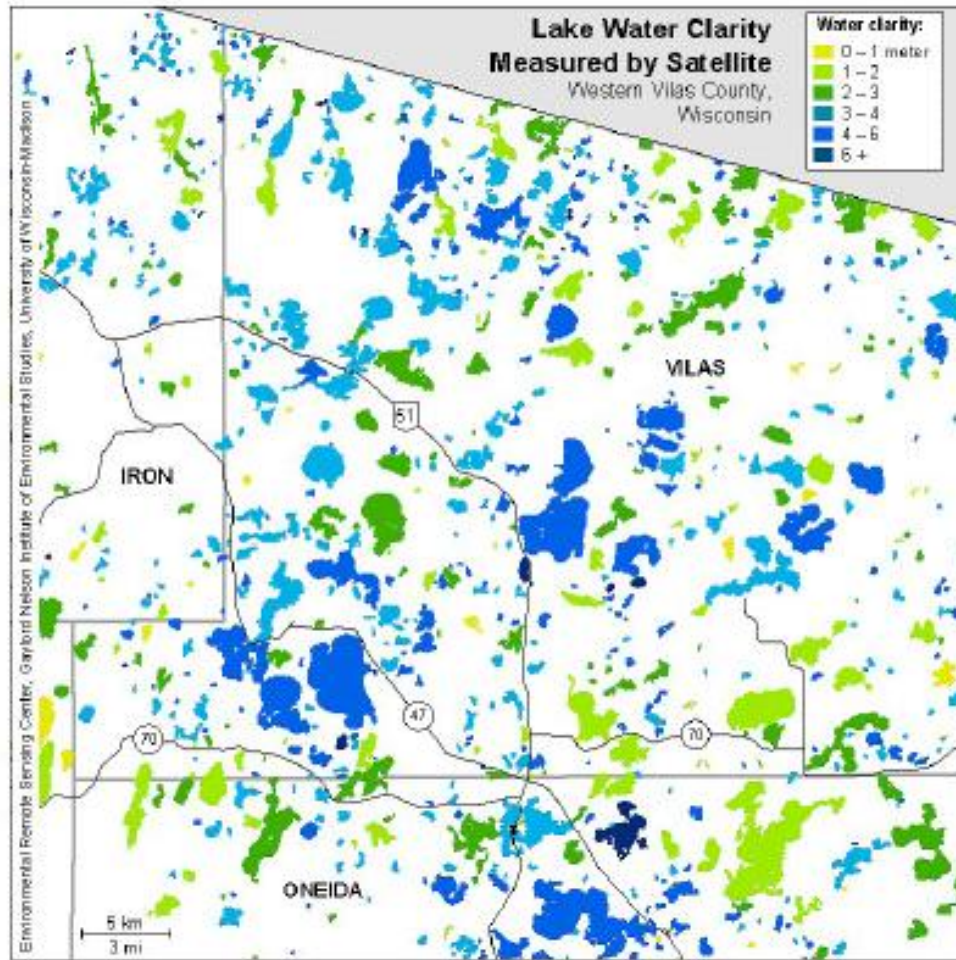 Lake Water Clarity
Measured by Satellite
Western Vilas County,
Wisconsin
Water clarity:
0 – 1 meter
1 – 2
2 – 3
3 – 4
4 – 6
6 +
VILAS
51
IRON
47
70
70
ONEIDA
5 km
3 mi
Environmental Remote Sensing Center, Gaylord Nelson Institute of Environmental Studies, University of Wisconsin-Madison